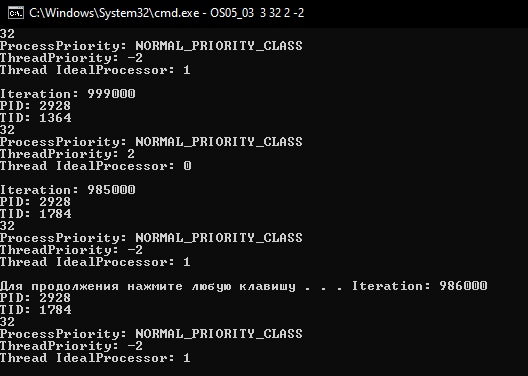 C:\Windows\System32\cmd.exe - OS05_03  3 32 2 -2
32
ProcessPriority: NORMAL_PRIORITY_CLASS
ThreadPriority: -2
Thread IdealProcessor: 1
Iteration: 999000
PID: 2928
TID: 1364
32
ProcessPriority: NORMAL_PRIORITY_CLASS
ThreadPriority: 2
Thread IdealProcessor: 0
Iteration: 985000
PID: 2928
TID: 1784
32
ProcessPriority: NORMAL_PRIORITY_CLASS
ThreadPriority: -2
Thread IdealProcessor: 1
Для продолжения нажмите любую клавишу . . . Iteration: 986000
PID: 2928
TID: 1784
32
ProcessPriority: NORMAL_PRIORITY_CLASS
ThreadPriority: -2
Thread IdealProcessor: 1